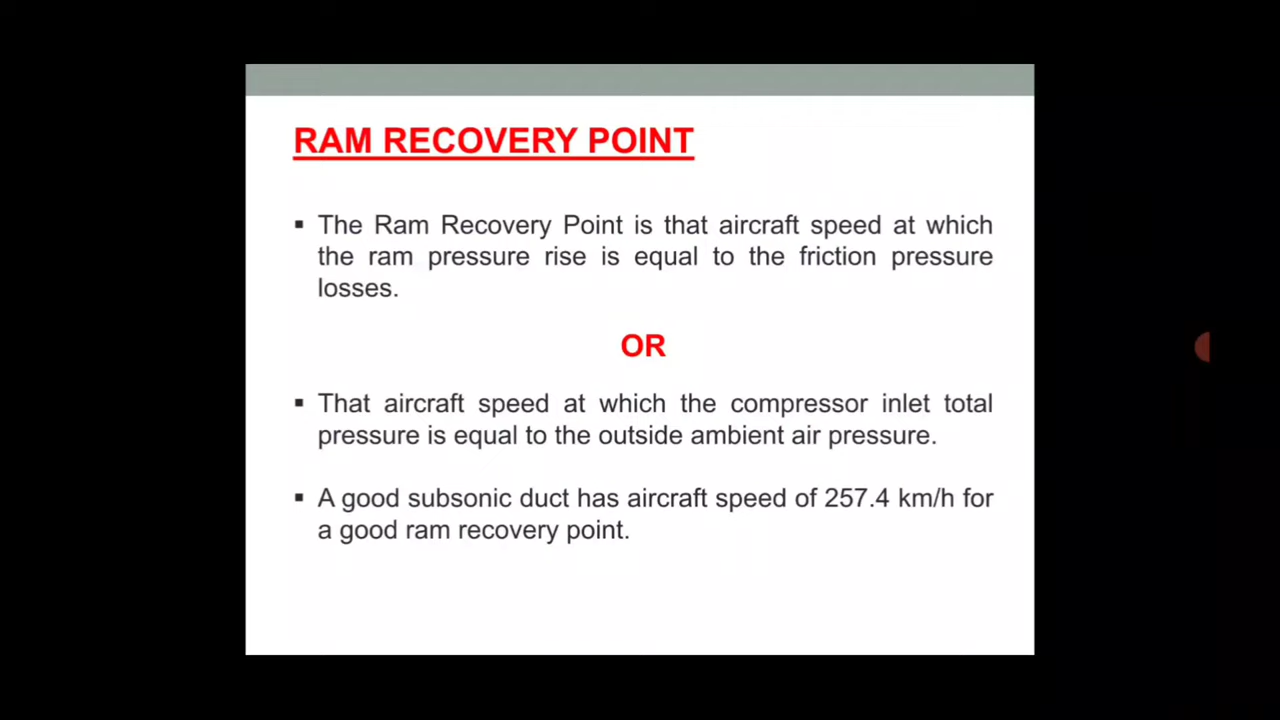 RAM RECOVERY POINT
▪ The Ram Recovery Point is that aircraft speed at which
the ram pressure rise is equal to the friction pressure
losses.
OR
▪ That aircraft speed at which the compressor inlet total
pressure is equal to the outside ambient air pressure.
▪ A good subsonic duct has aircraft speed of 257.4 km/h for
a good ram recovery point.